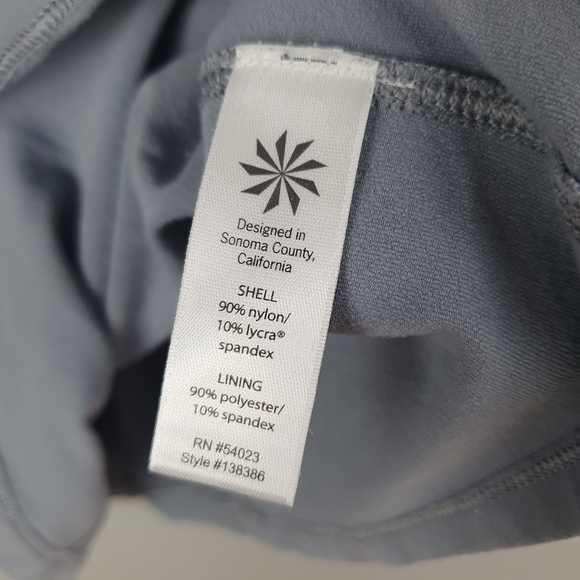 Designed in
Sonoma County,
California
SHELL
90% nylon/
10% lycra®
spandex
LINING
90% polyester/
10% spandex
RN #54023
Style #138386